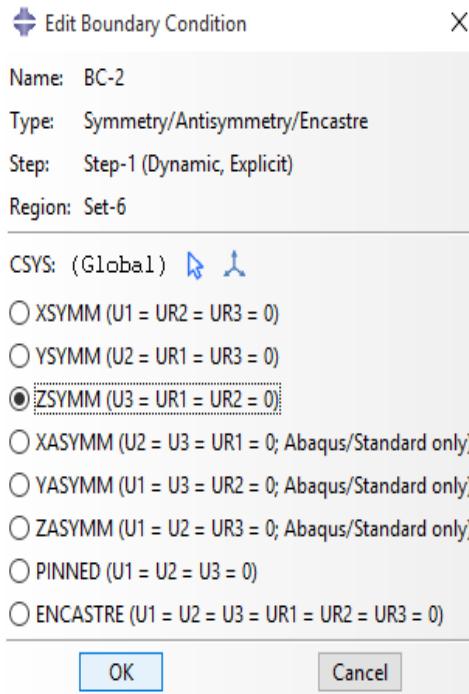 Edit Boundary Condition
Name: BC-2
Type: Symmetry/Antisymmetry/Encastre
Step: Step-1 (Dynamic, Explicit)
Region: Set-6
CSYS: (Global)
XSYMM (U1 = UR2 = UR3 = 0)
YSYMM (U2 = UR1 = UR3 = 0)
ZSYMM (U3 = UR1 = UR2 = 0)
XASYMM (U2 = U3 = UR1 = 0; Abaqus/Standard only)
YASYMM (U1 = U3 = UR2 = 0; Abaqus/Standard only)
ZASYMM (U1 = U2 = UR3 = 0; Abaqus/Standard only)
PINNED (U1 = U2 = U3 = 0)
ENCASTRE (U1 = U2 = U3 = UR1 = UR2 = UR3 = 0)
OK Cancel